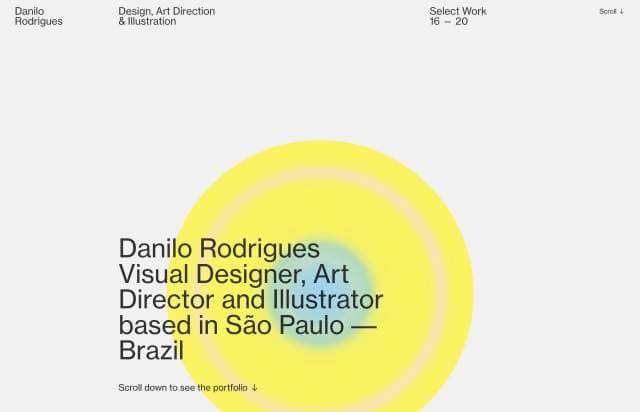 Danilo
Rodrigues
Design, Art Direction
& Illustration
Select Work
16 — 20
Scroll ↓
Danilo Rodrigues
Visual Designer, Art
Director and Illustrator
based in São Paulo —
Brazil
Scroll down to see the portfolio ↓